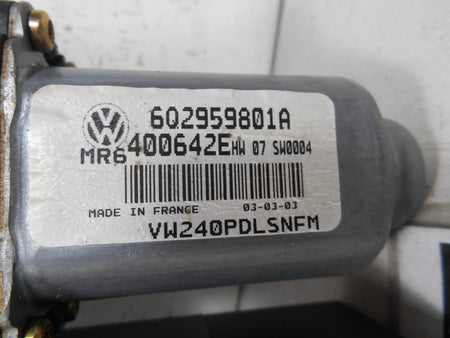 6Q2959801A
MR6 400642E HW 07 SW0004
MADE IN FRANCE 03-03-03
VW240PDLSNFM